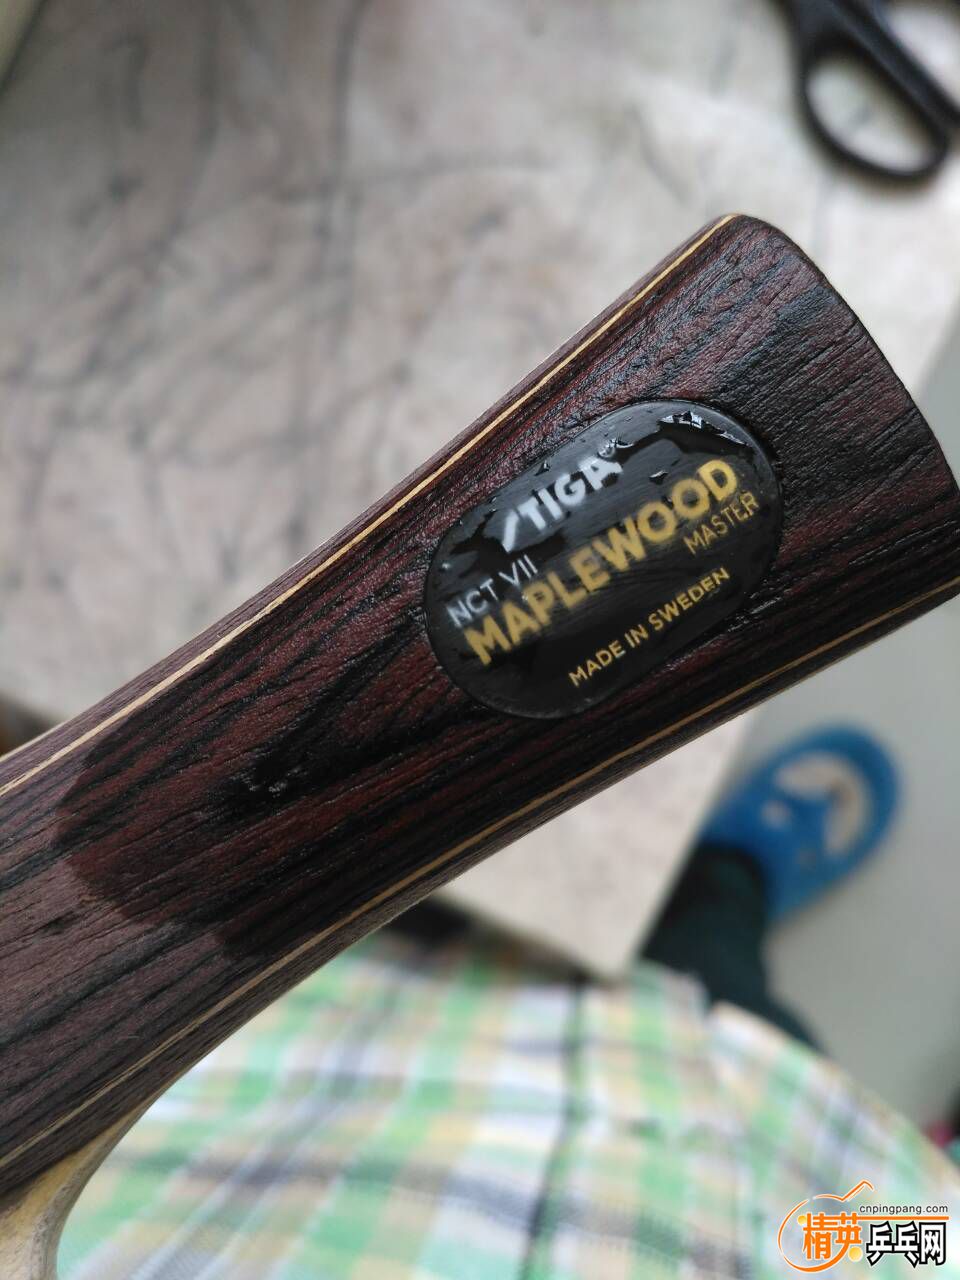 STIGA®
NCT VII
MAPLEWOOD
MASTER
MADE IN SWEDEN
cnpingpang.com
精英乒乓网